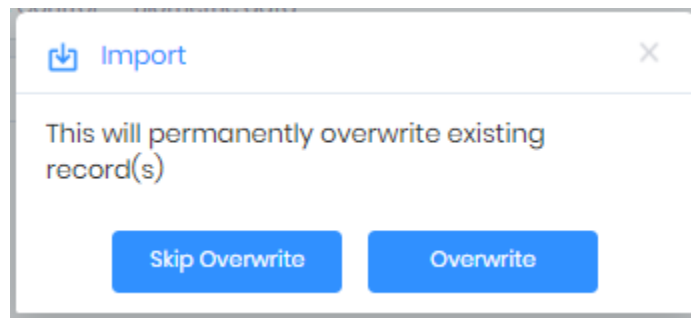 Import
This will permanently overwrite existing
record(s)
Skip Overwrite
Overwrite